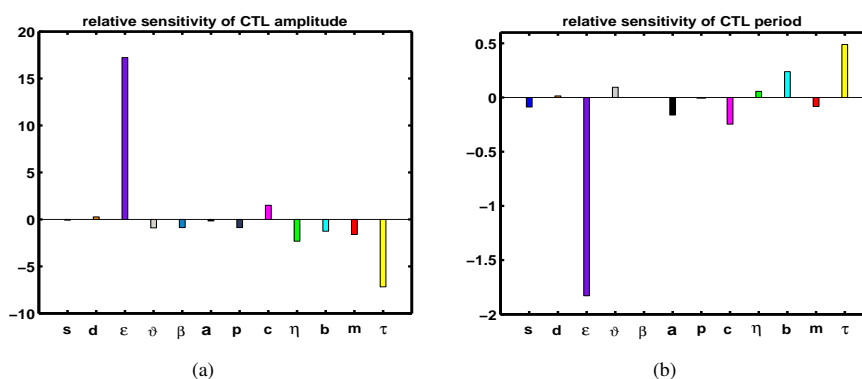 relative sensitivity of CTL amplitude
20
15
10
5
0
−5
−10
s d ε ϑ β a p c η b m τ
(a)
relative sensitivity of CTL period
0.5
0
−0.5
−1
−1.5
−2
s d ε ϑ β a p c η b m τ
(b)